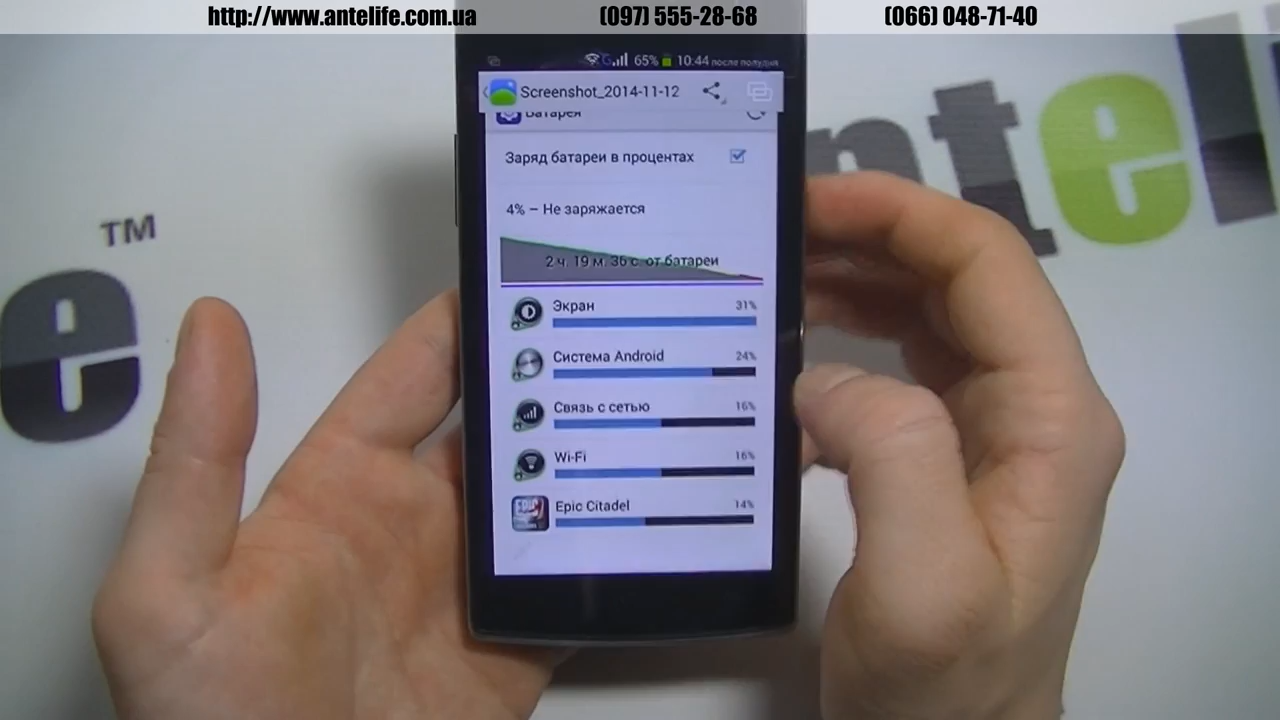 http://www.antelife.com.ua (097) 555-28-68 (066) 048-71-40
65% 10:44 после полудня
Screenshot_2014-11-12
Батарея
Заряд батареи в процентах
4% – Не заряжается
2 ч. 19 м. 36 с. от батареи
Экран 31%
Система Android 24%
Связь с сетью 16%
Wi-Fi 16%
EPIC
Epic Citadel 14%
TM
e
ntel